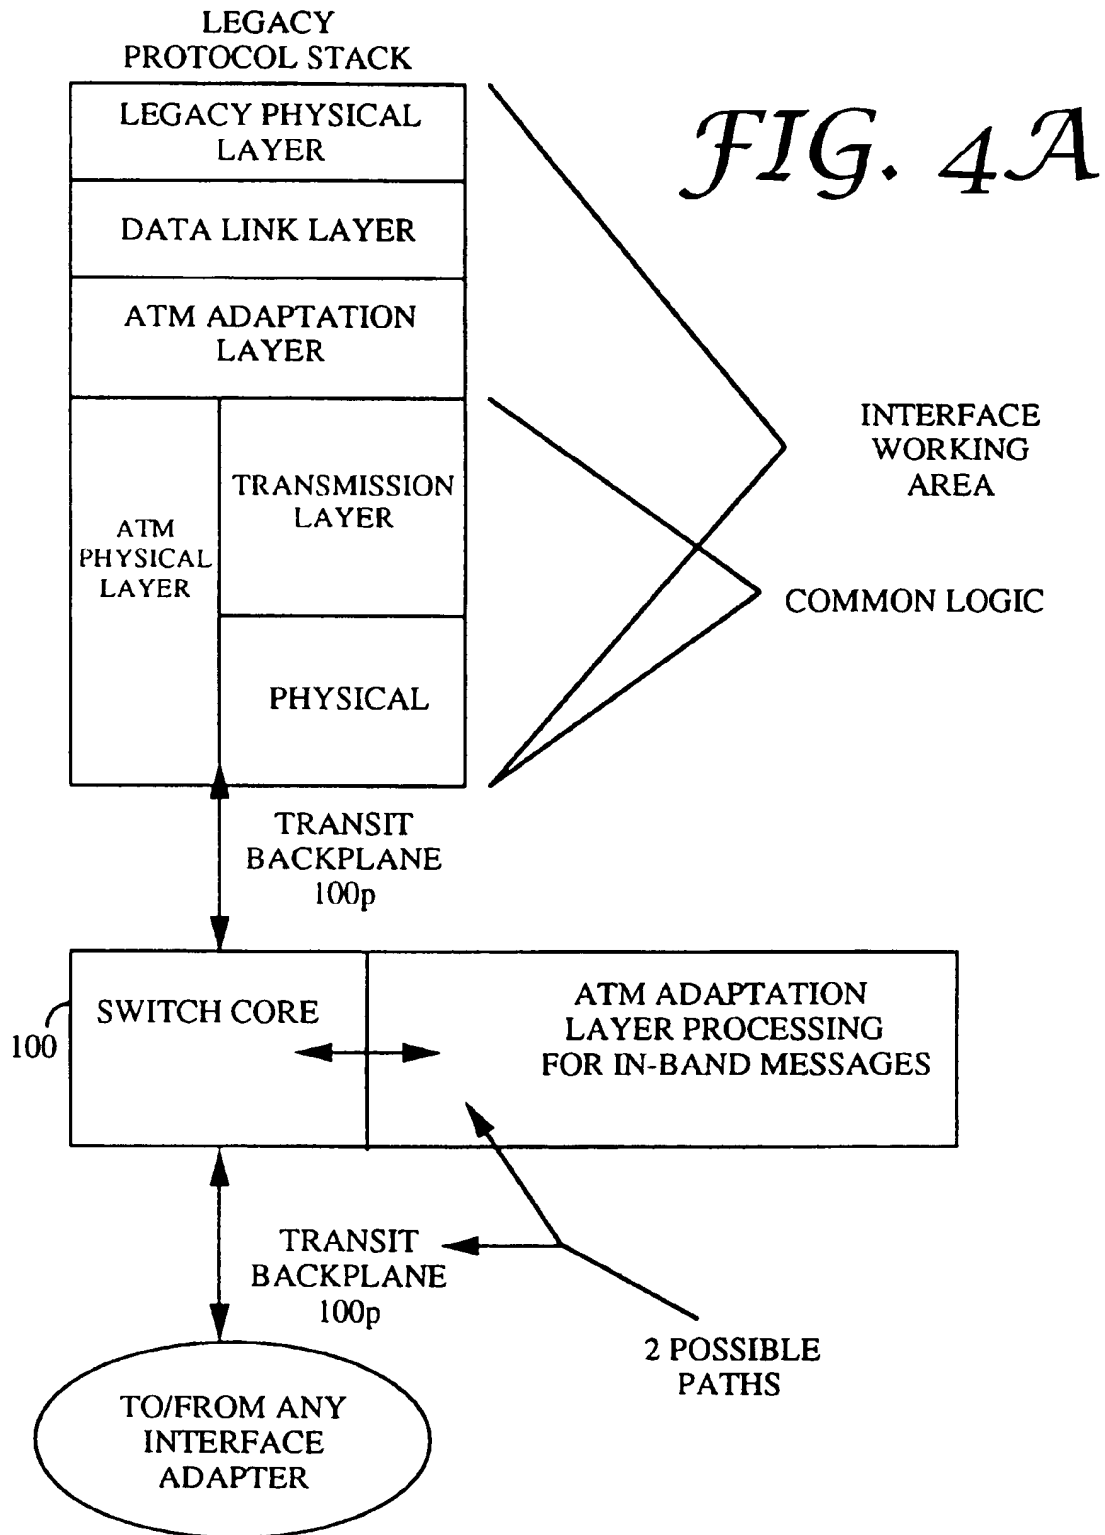 LEGACY
PROTOCOL STACK
FIG. 4A
LEGACY PHYSICAL
LAYER
DATA LINK LAYER
ATM ADAPTATION
LAYER
ATM
PHYSICAL
LAYER
TRANSMISSION
LAYER
PHYSICAL
INTERFACE
WORKING
AREA
COMMON LOGIC
TRANSIT
BACKPLANE
100p
SWITCH CORE
100
ATM ADAPTATION
LAYER PROCESSING
FOR IN-BAND MESSAGES
TRANSIT
BACKPLANE
100p
2 POSSIBLE
PATHS
TO/FROM ANY
INTERFACE
ADAPTER